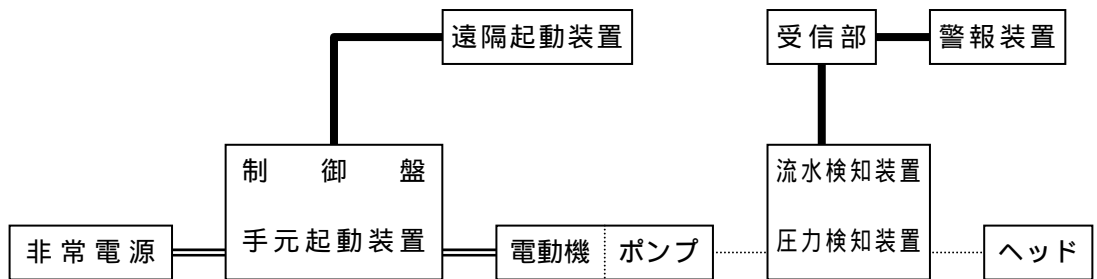 遠隔起動装置
受信部
警報装置
制御盤
流水検知装置
非常電源
手元起動装置
電動機
ポンプ
圧力検知装置
ヘッド